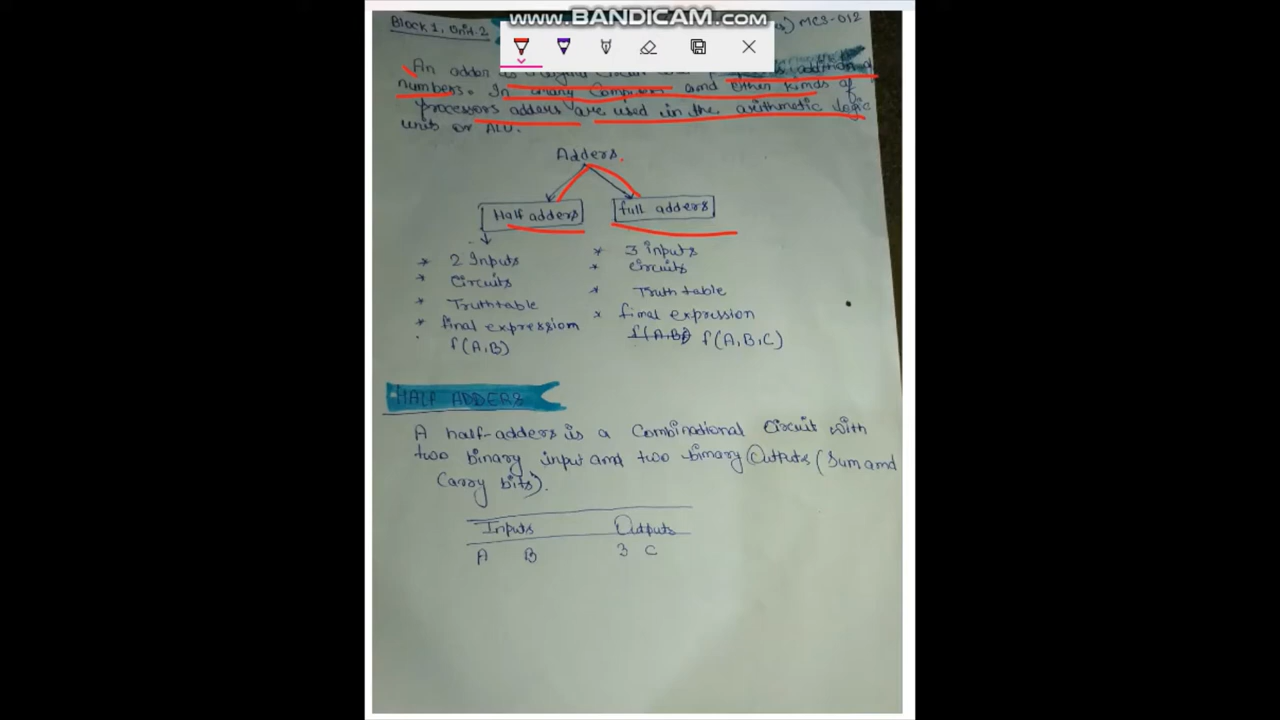 www.BANDICAM.com
Block 1, Unit-2 MCS-012
An adder is circuit addition of
numbers. In many Computers and other kinds of
processors adders are used in the arithmetic logic
units or ALU.
Adders
Half adders full adders
* 2 Inputs * 3 inputs
* Circuits * Circuits
* Truthtable * Truth table
* final expression * final expression
f(A,B) f(A,B) f(A,B,C)
HALF ADDERS
A half-adders is a Combinational Circuit with
two binary input and two binary Outputs (Sum and
Carry bits).
Inputs Outputs
A B 3 C